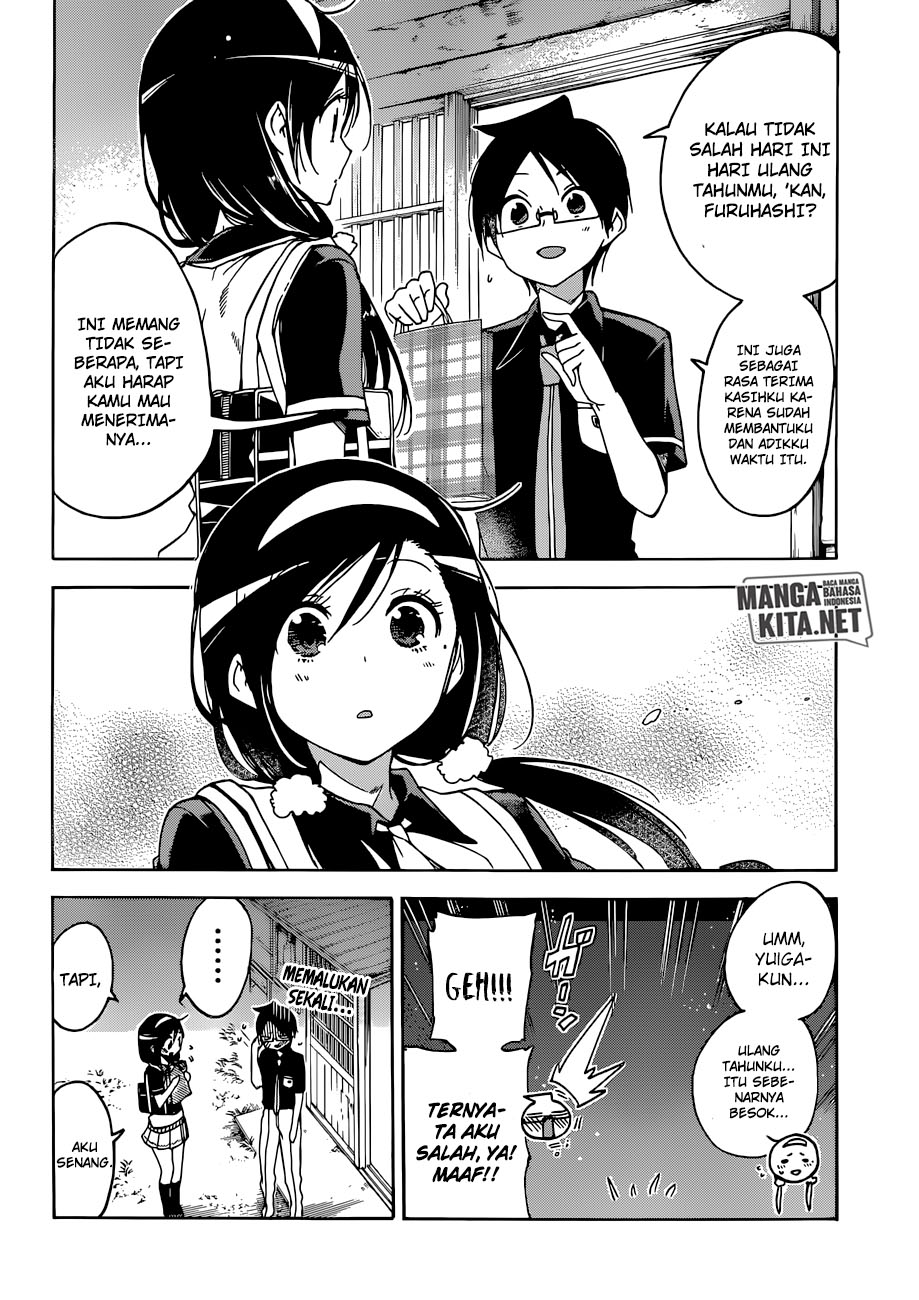 KALAU TIDAK
SALAH HARI INI
HARI ULANG
TAHUNMU, 'KAN,
FURUHASHI?
INI JUGA
SEBAGAI
RASA TERIMA
KASIHKU KA-
RENA SUDAH
MEMBANTUKU
DAN ADIKKU
WAKTU ITU.
INI MEMANG
TIDAK SE-
BERAPA, TAPI
AKU HARAP
KAMU MAU
MENERIMA-
NYA...
MANGA
KITA.NET
BACA MANGA
BAHASA
INDONESIA
UMM,
YUIGA-
KUN...
ULANG
TAHUNKU...
ITU SEBE-
NARNYA
BESOK...
ガーン
GEH!!!
TERNYA-
TA AKU
SALAH, YA!
MAAF!!
MEMALUKAN
SEKALI...
......
TAPI,
AKU
SENANG.